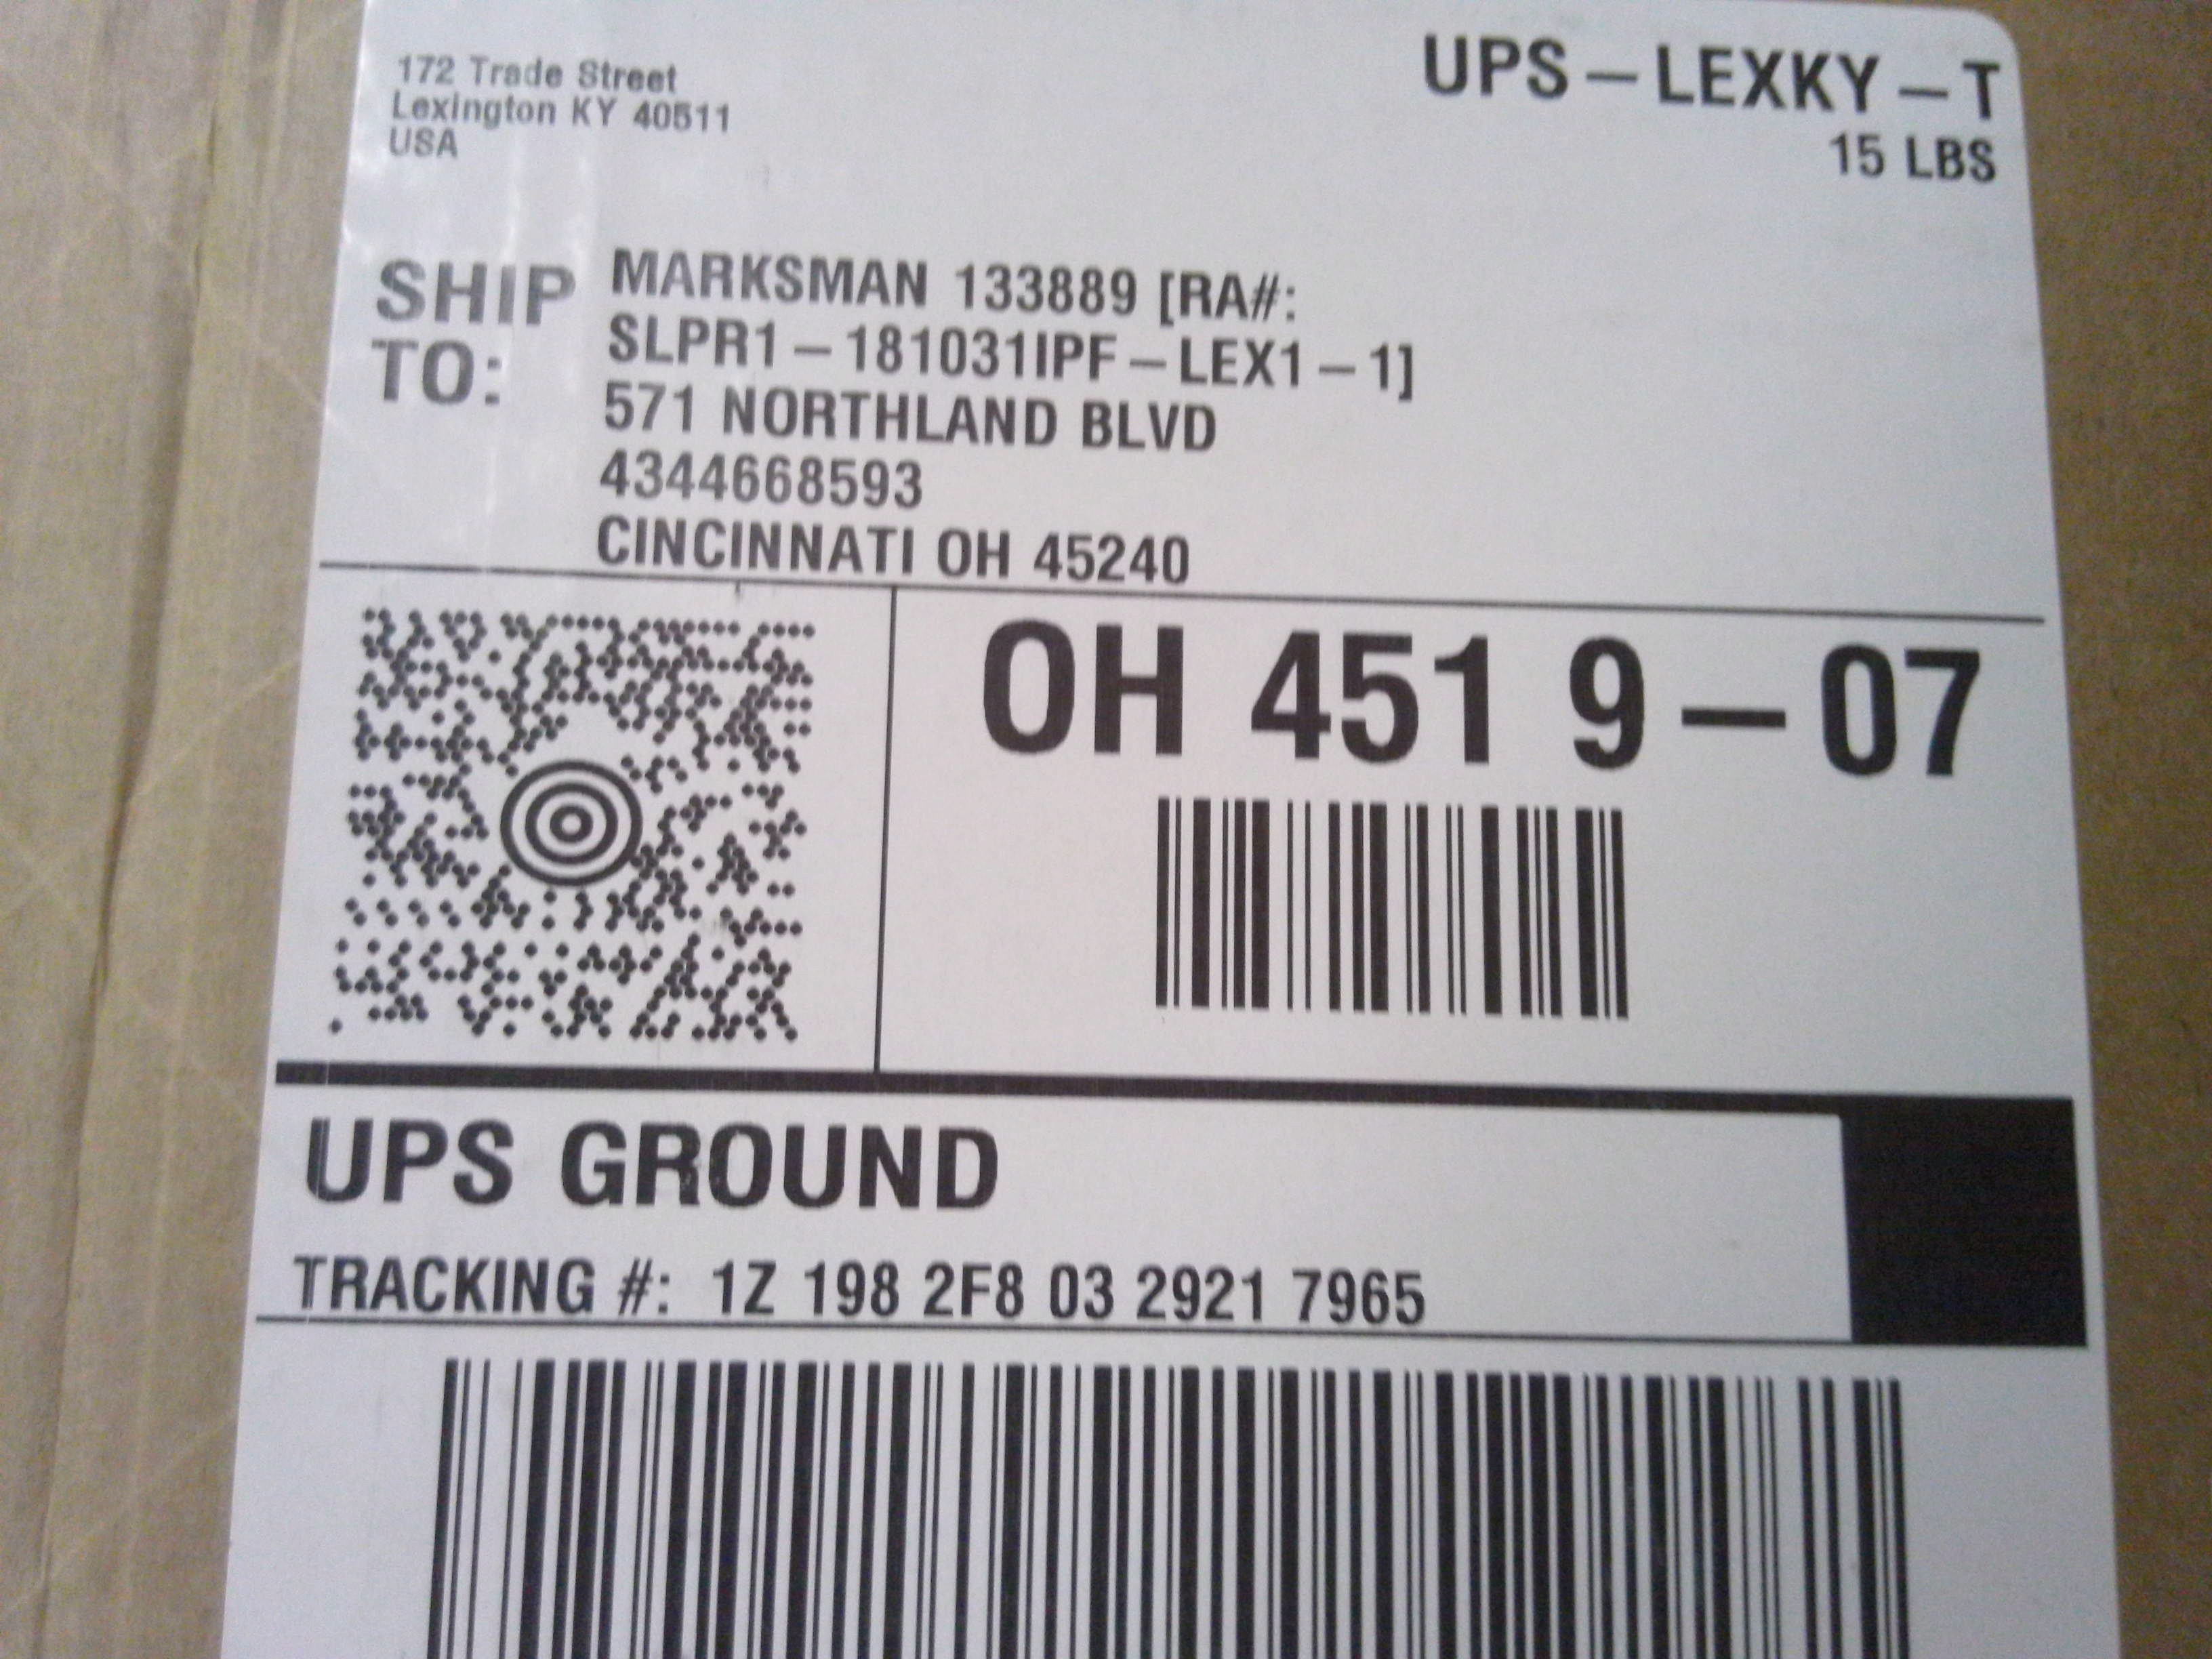 172 Trade Street
Lexington KY 40511
USA
UPS – LEXKY – T
15 LBS
SHIP TO:
MARKSMAN 133889 [RA#:
SLPR1 – 181031IPF – LEX1 – 1]
571 NORTHLAND BLVD
4344668593
CINCINNATI OH 45240
OH 451 9 – 07
UPS GROUND
TRACKING #: 1Z 198 2F8 03 2921 7965